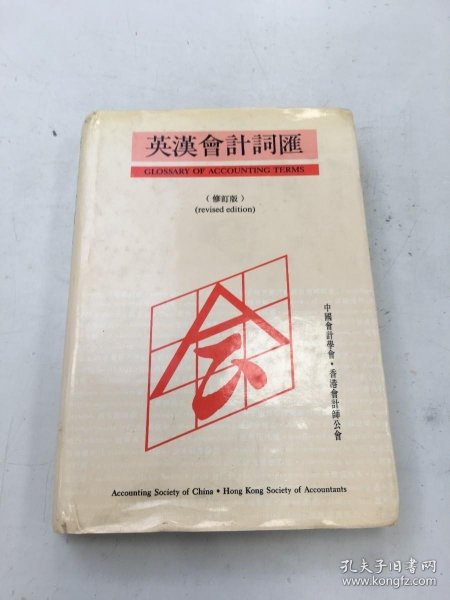 英漢會計詞匯
GLOSSARY OF ACCOUNTING TERMS
（修訂版）
(revised edition)
会
中國會計學會・香港會計師公會
Accounting Society of China • Hong Kong Society of Accountants
孔夫子旧书网
www.kongfz.com